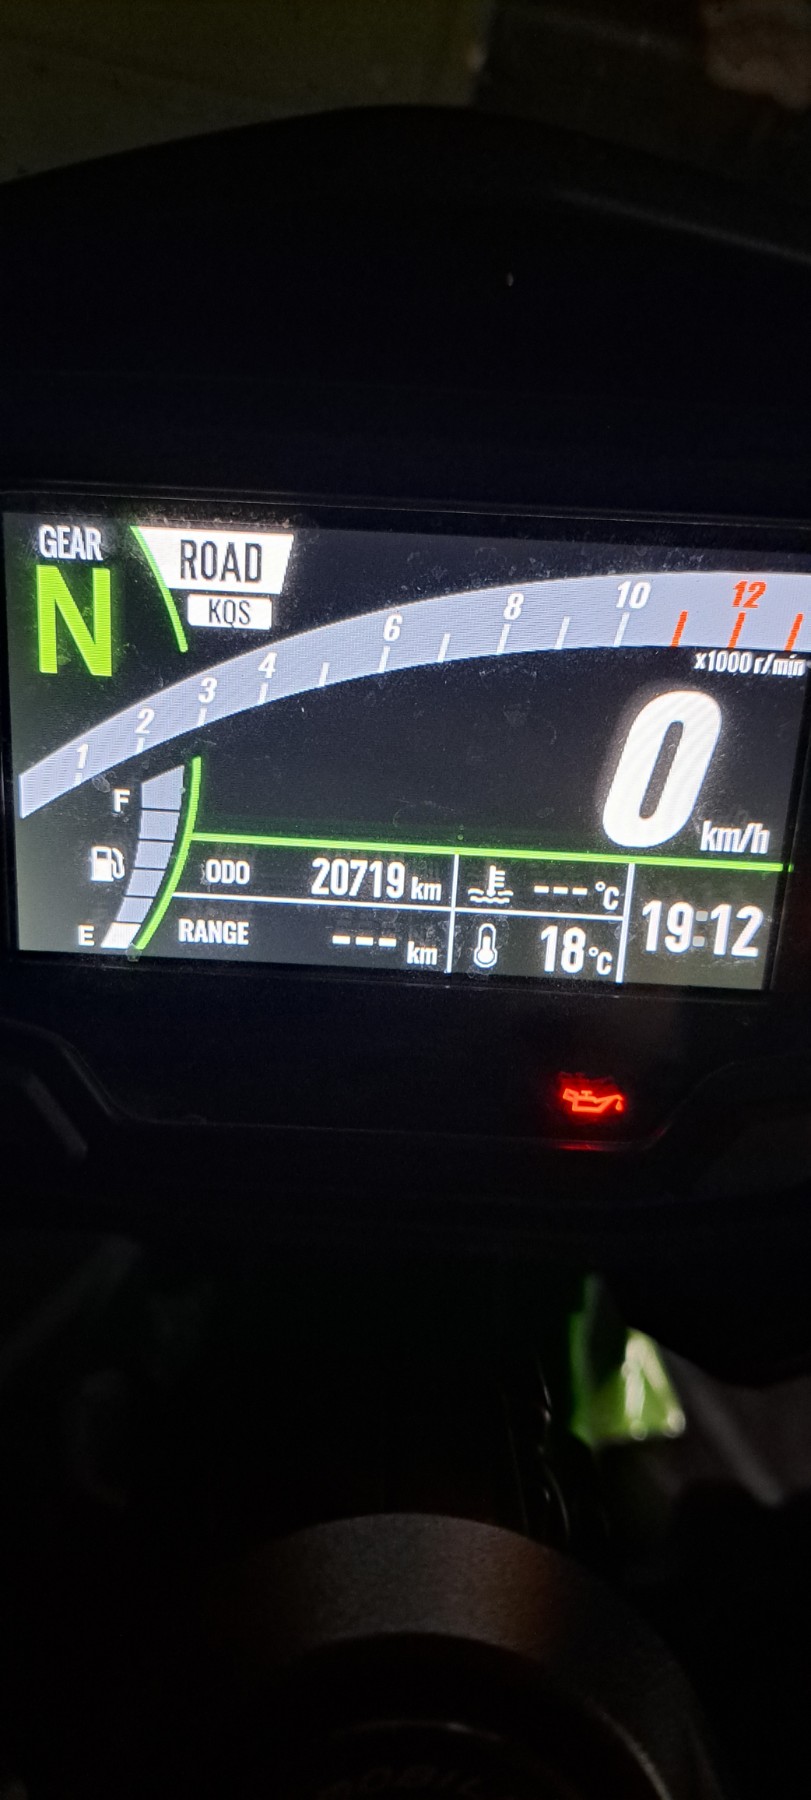 GEAR
N
ROAD
KQS
1 2 3 4 6 8 10 12
x1000 r/min
0 km/h
F
E
ODO 20719 km
RANGE --- km
--- °C
18 °C
19:12